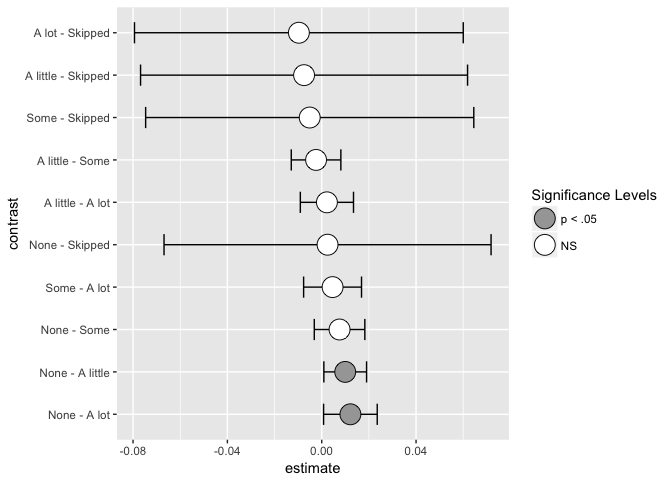 A lot - Skipped
A little - Skipped
Some - Skipped
A little - Some
A little - A lot
None - Skipped
Some - A lot
None - Some
None - A little
None - A lot
contrast
-0.08
-0.04
0.00
0.04
estimate
Significance Levels
p < .05
NS